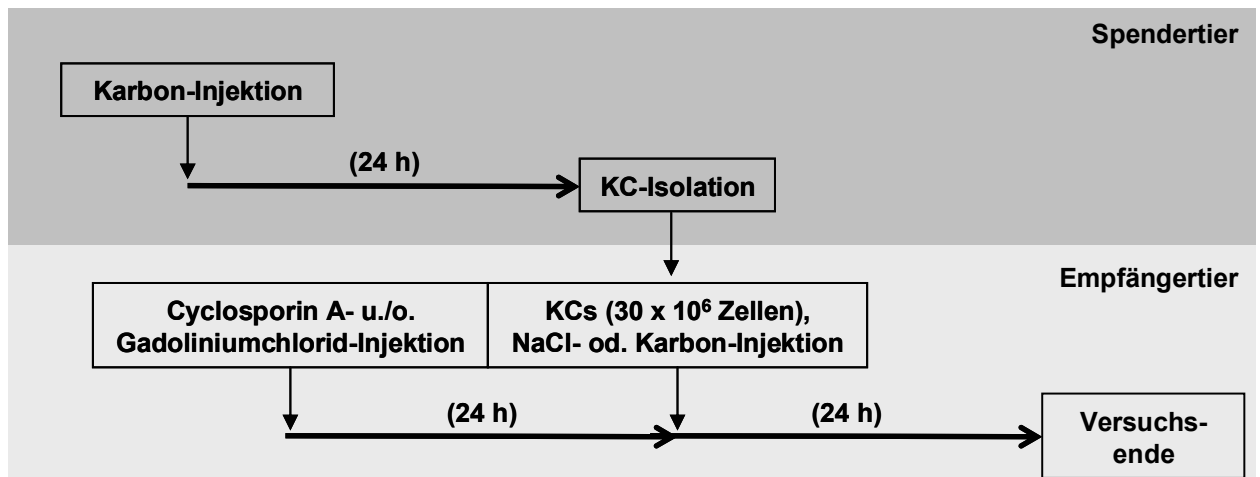 Spendertier
Karbon-Injektion
(24 h)
KC-Isolation
Empfängertier
Cyclosporin A- u./o.
Gadoliniumchlorid-Injektion
KCs (30 x 10⁶ Zellen),
NaCl- od. Karbon-Injektion
(24 h)
(24 h)
Versuchs-
ende